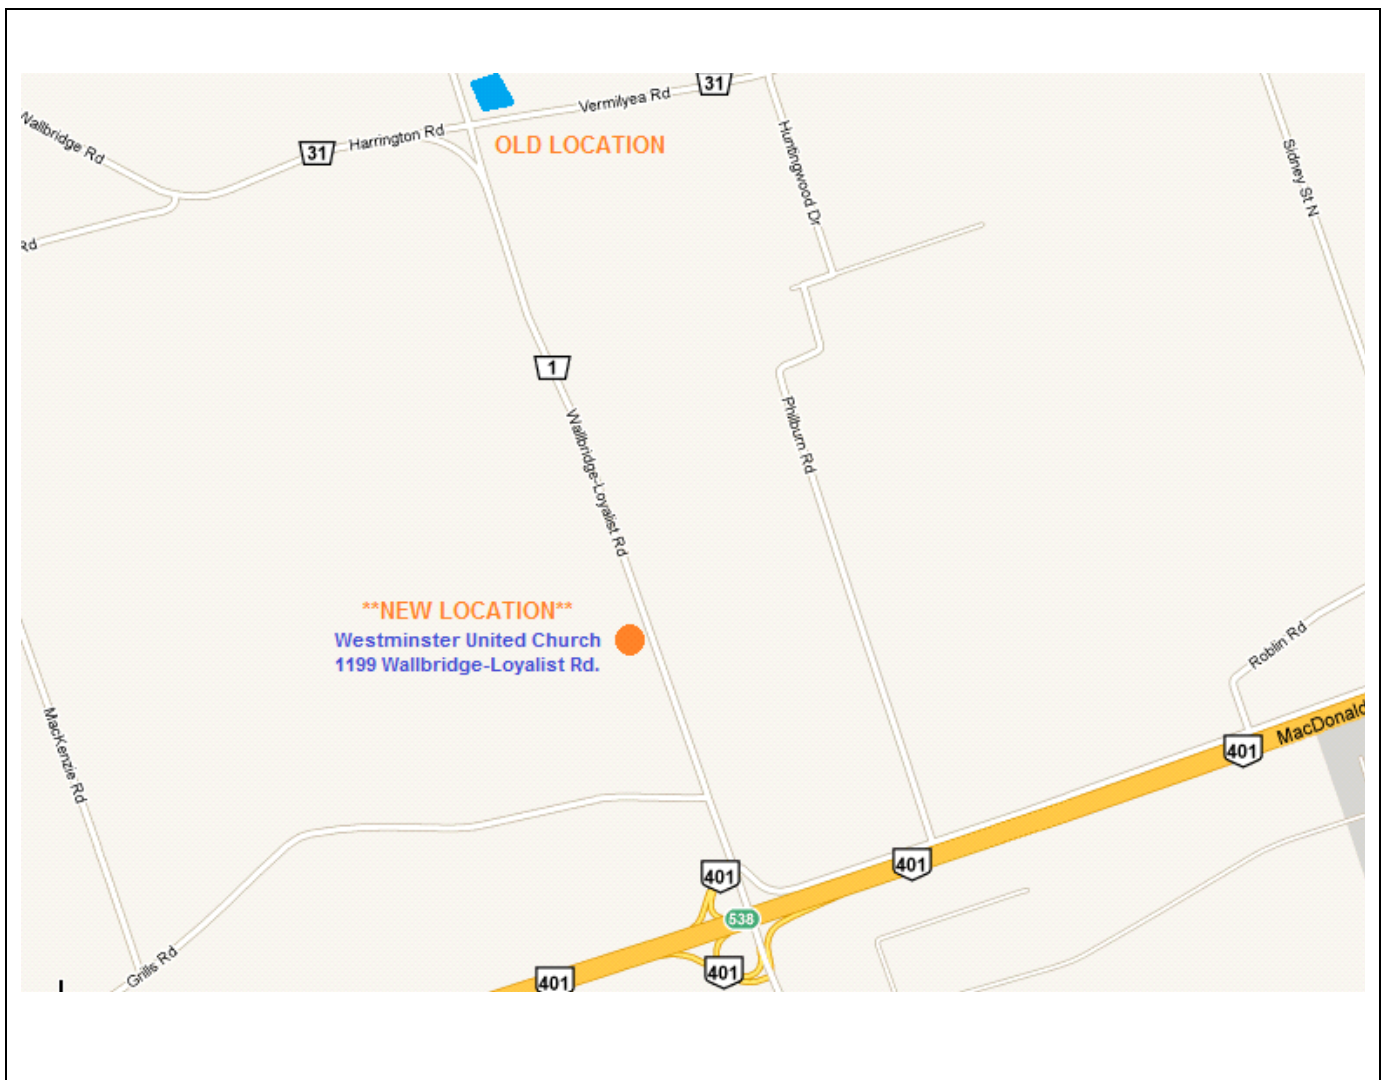 31
Vermilyea Rd
Wallbridge Rd
Harrington Rd
31
OLD LOCATION
Huntingwood Dr
Sidney St N
Rd
1
Wallbridge-Loyalist Rd
Philburn Rd
**NEW LOCATION**
Westminster United Church
1199 Wallbridge-Loyalist Rd.
Roblin Rd
MacKenzie Rd
MacDonald
401
401
401
538
Grills Rd
401
401